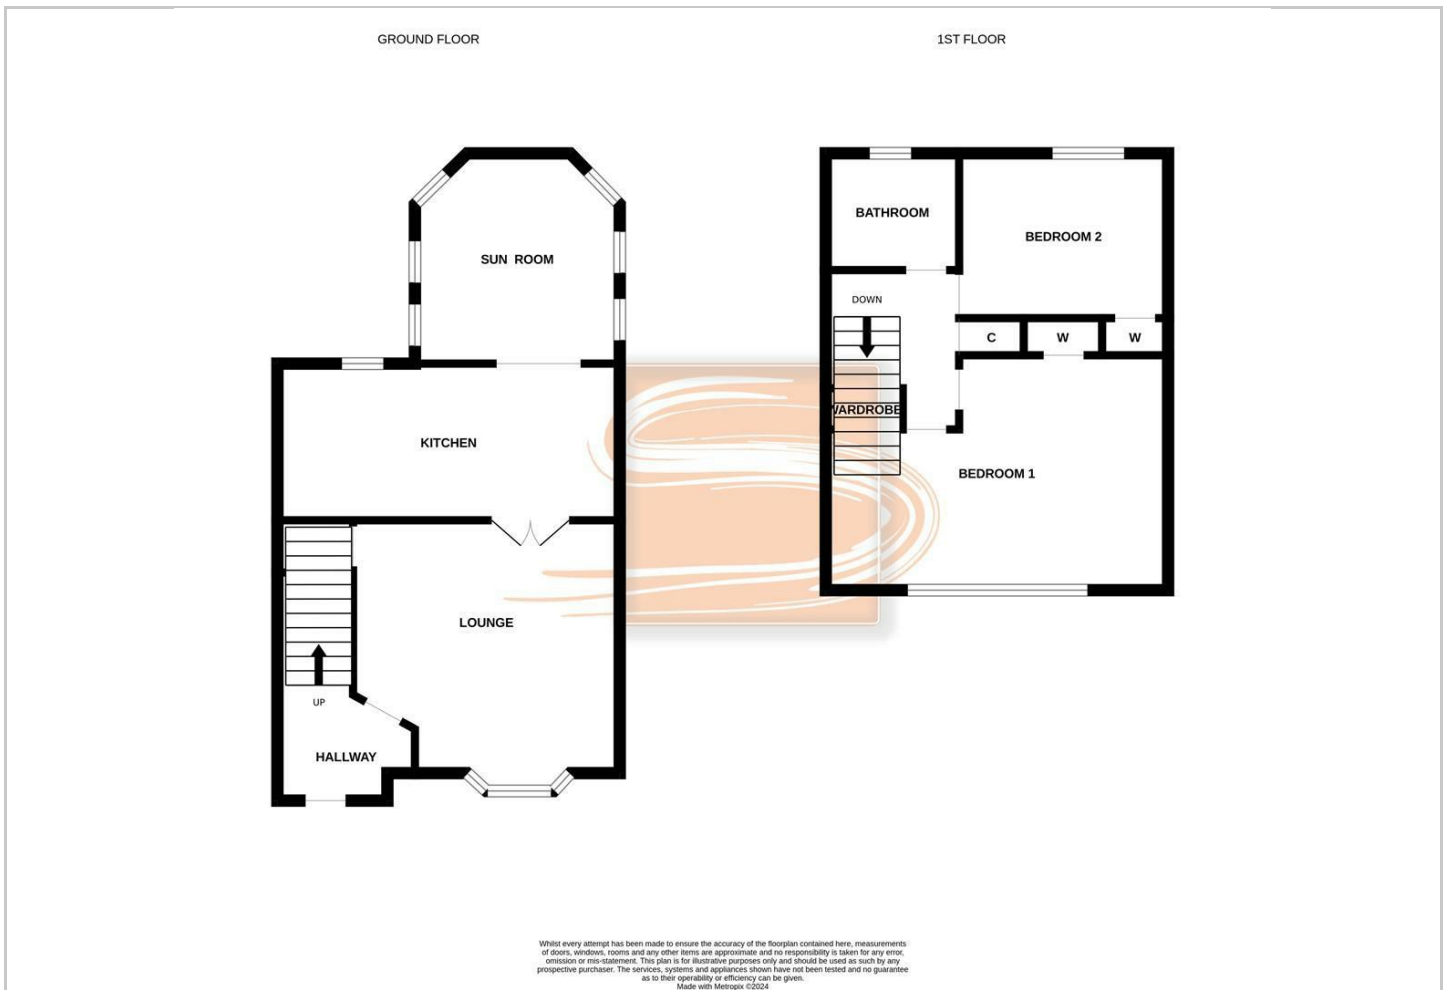 GROUND FLOOR
1ST FLOOR
SUN ROOM
KITCHEN
LOUNGE
UP
HALLWAY
BATHROOM
BEDROOM 2
DOWN
C
W
W
WARDROBE
BEDROOM 1
Whilst every attempt has been made to ensure the accuracy of the floorplan contained here, measurements
of doors, windows, rooms and any other items are approximate and no responsibility is taken for any error,
omission or mis-statement. This plan is for illustrative purposes only and should be used as such by any
prospective purchaser. The services, systems and appliances shown have not been tested and no guarantee
as to their operability or efficiency can be given.
Made with Metropix ©2024